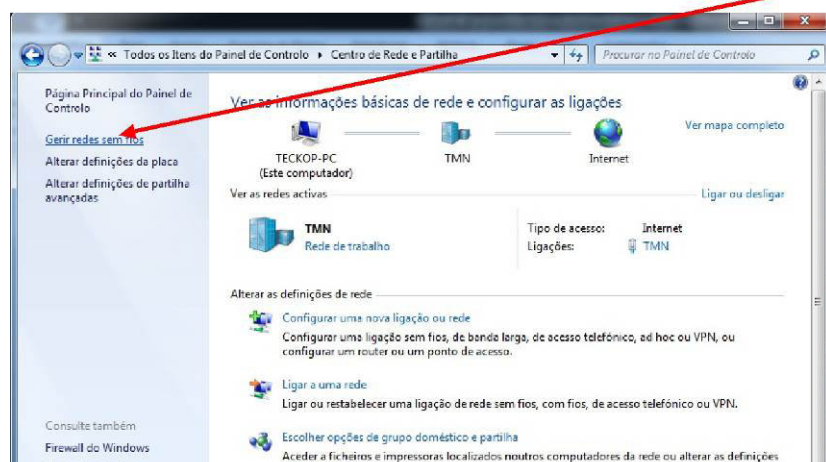 « Todos os Itens do Painel de Controlo ▸ Centro de Rede e Partilha
Procurar no Painel de Controlo
Página Principal do Painel de
Controlo
Gerir redes sem fios
Alterar definições da placa
Alterar definições de partilha
avançadas
Consulte também
Firewall do Windows
Ver as informações básicas de rede e configurar as ligações
Ver mapa completo
TECKOP-PC
(Este computador)
TMN
Internet
Ver as redes activas
Ligar ou desligar
TMN
Rede de trabalho
Tipo de acesso: Internet
Ligações: TMN
Alterar as definições de rede
Configurar uma nova ligação ou rede
Configurar uma ligação sem fios, de banda larga, de acesso telefónico, ad hoc ou VPN, ou
configurar um router ou um ponto de acesso.
Ligar a uma rede
Ligar ou restabelecer uma ligação de rede sem fios, com fios, de acesso telefónico ou VPN.
Escolher opções de grupo doméstico e partilha
Aceder a ficheiros e impressoras localizados noutros computadores da rede ou alterar as definições